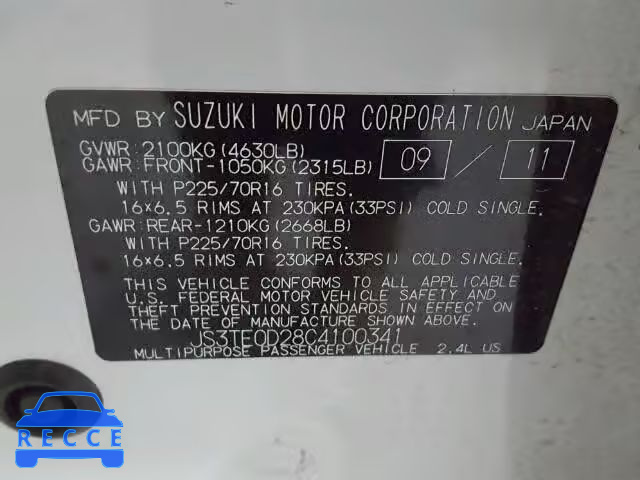 MFD BY SUZUKI MOTOR CORPORATION JAPAN
GVWR:2100KG(4630LB)
GAWR:FRONT-1050KG(2315LB) 09 / 11
WITH P225/70R16 TIRES.
16×6.5 RIMS AT 230KPA(33PSI) COLD SINGLE.
GAWR:REAR-1210KG(2668LB)
WITH P225/70R16 TIRES.
16×6.5 RIMS AT 230KPA(33PSI) COLD SINGLE.
THIS VEHICLE CONFORMS TO ALL APPLICABLE
U.S. FEDERAL MOTOR VEHICLE SAFETY AND
THEFT PREVENTION STANDARDS IN EFFECT ON
THE DATE OF MANUFACTURE SHOWN ABOVE.
JS3TE0D28C4100341
MULTIPURPOSE PASSENGER VEHICLE 2.4L US
RECCE